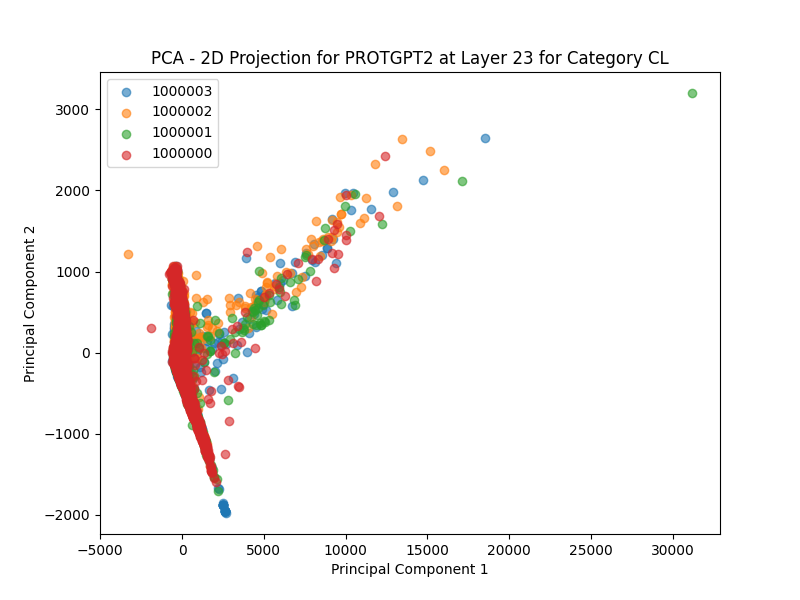 PCA - 2D Projection for PROTGPT2 at Layer 23 for Category CL
1000003
1000002
1000001
1000000
3000
2000
1000
0
−1000
−2000
Principal Component 2
−5000 0 5000 10000 15000 20000 25000 30000
Principal Component 1